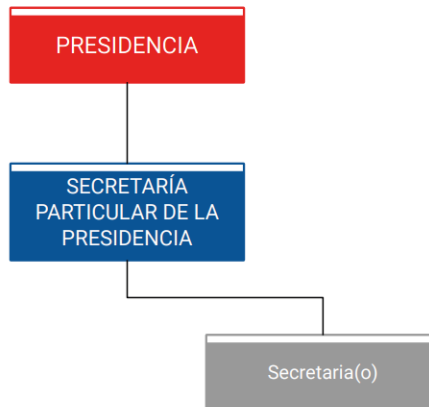 PRESIDENCIA
SECRETARÍA
PARTICULAR DE LA
PRESIDENCIA
Secretaria(o)